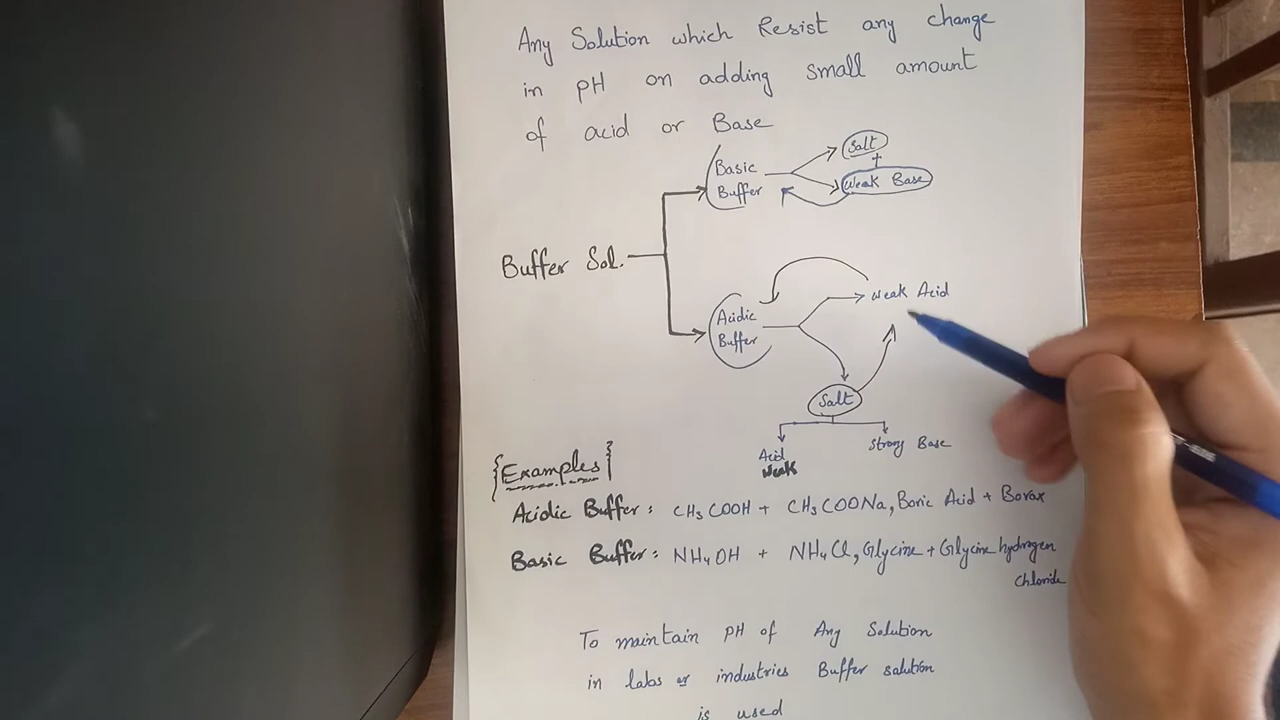 Any Solution which Resist any change
in pH on adding small amount
of acid or Base
Basic
Buffer
Salt
+
Weak Base
Buffer Sol.
Acidic
Buffer
Weak Acid
Salt
Acid
Weak
Strong Base
{Examples}
Acidic Buffer: CH3COOH + CH3COONa, Boric Acid + Borax
Basic Buffer: NH4OH + NH4Cl, Glycine + Glycine hydrogen
Chloride
To maintain pH of Any Solution
in labs or industries Buffer solution
is used